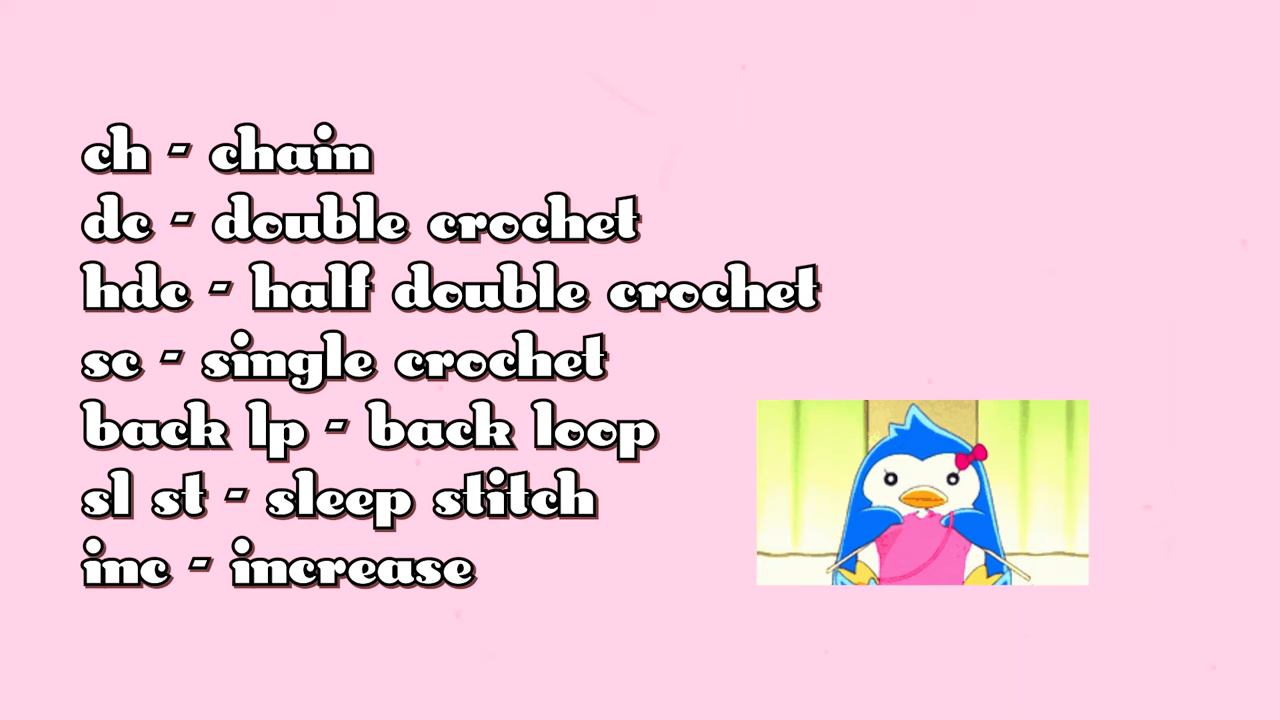 ch - chain
dc - double crochet
hdc - half double crochet
sc - single crochet
back lp - back loop
sl st - sleep stitch
inc - increase